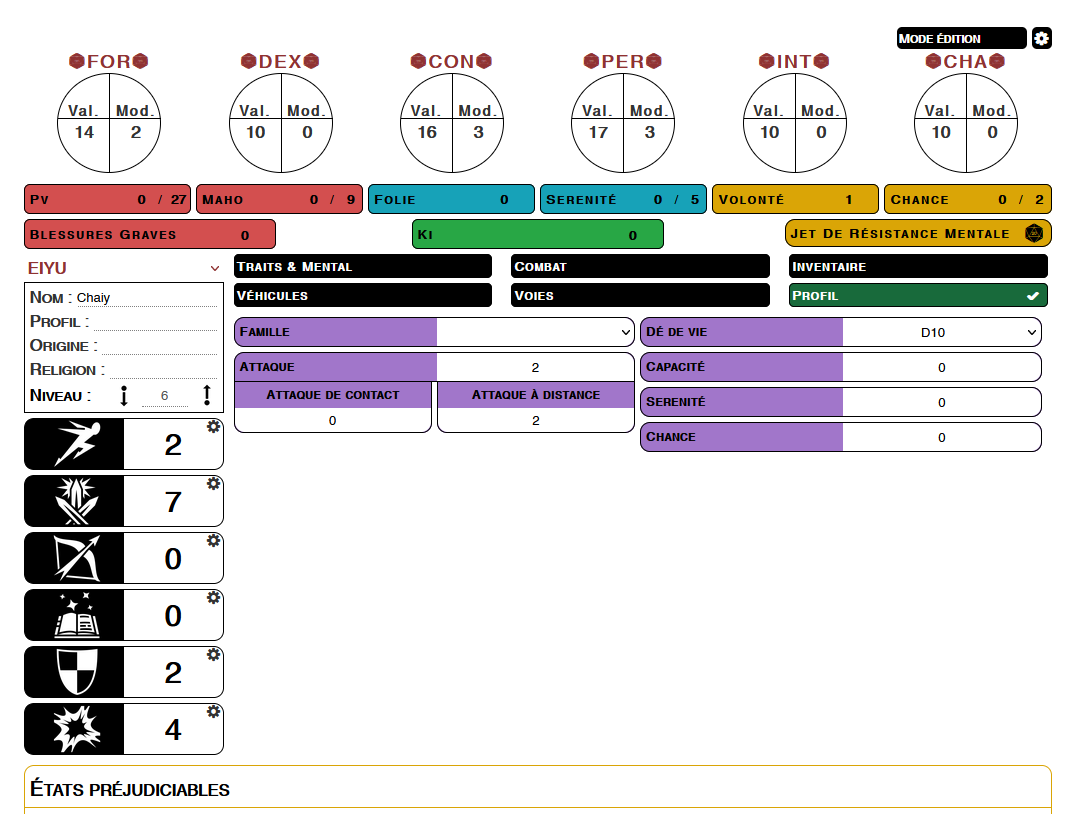 MODE ÉDITION
FOR DEX CON PER INT CHA
Val. Mod. Val. Mod. Val. Mod. Val. Mod. Val. Mod. Val. Mod.
14 2 10 0 16 3 17 3 10 0 10 0
PV 0 / 27 MAHO 0 / 9 FOLIE 0 SERENITÉ 0 / 5 VOLONTÉ 1 CHANCE 0 / 2
BLESSURES GRAVES 0 KI 0 JET DE RÉSISTANCE MENTALE
EIYU
TRAITS & MENTAL COMBAT INVENTAIRE
VÉHICULES VOIES PROFIL
NOM : Chaiy
PROFIL :
ORIGINE :
RELIGION :
NIVEAU : 6
FAMILLE
ATTAQUE 2
ATTAQUE DE CONTACT ATTAQUE À DISTANCE
0 2
DÉ DE VIE D10
CAPACITÉ 0
SERENITÉ 0
CHANCE 0
2
7
0
0
2
4
ÉTATS PRÉJUDICIABLES